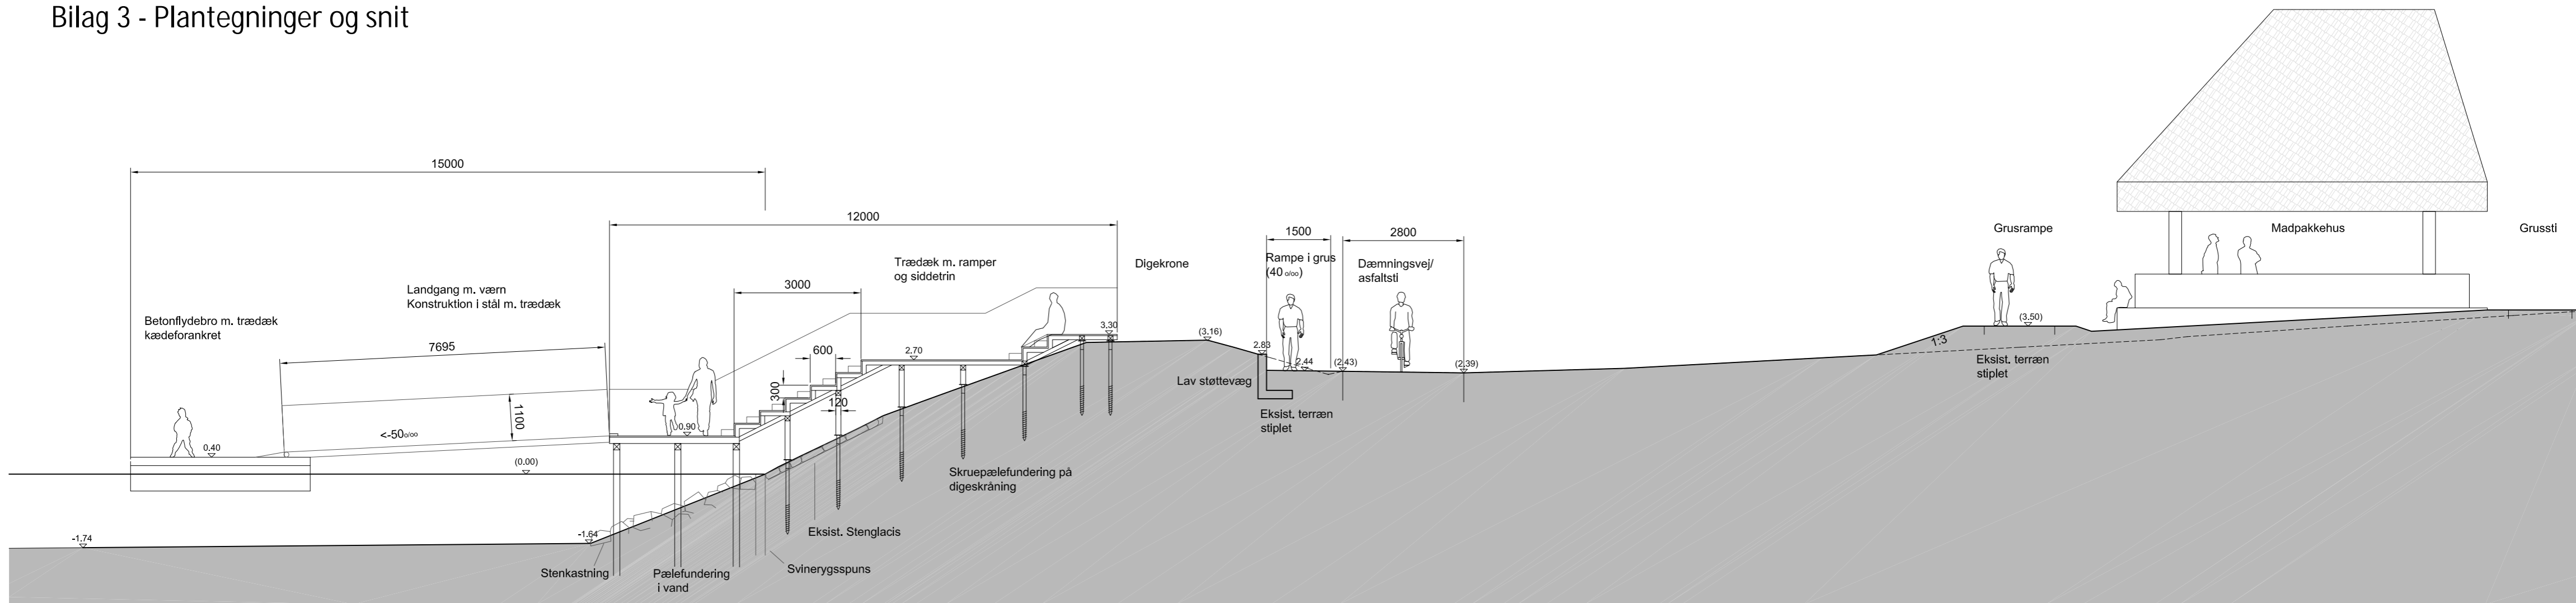 Bilag 3 - Plantegninger og snit
15000
12000
1500
2800
Grusrampe
Madpakkehus
Grussti
Trædæk m. ramper
og siddetrin
Digekrone
Rampe i grus
(40 o/oo)
Dæmningsvej/
asfaltsti
3000
Landgang m. værn
Konstruktion i stål m. trædæk
Betonflydebro m. trædæk
kædeforankret
7695
600
2,70
3,30
(3.16)
2.83
2,44
(2.43)
(2.39)
(3.50)
1:3
Eksist. terræn
stiplet
Lav støttevæg
Eksist. terræn
stiplet
300
120
1100
<-50o/oo
0.90
0.40
(0.00)
Skruepælefundering på
digeskråning
-1.74
-1.64
Eksist. Stenglacis
Stenkastning
Pælefundering
i vand
Svinerygsspuns